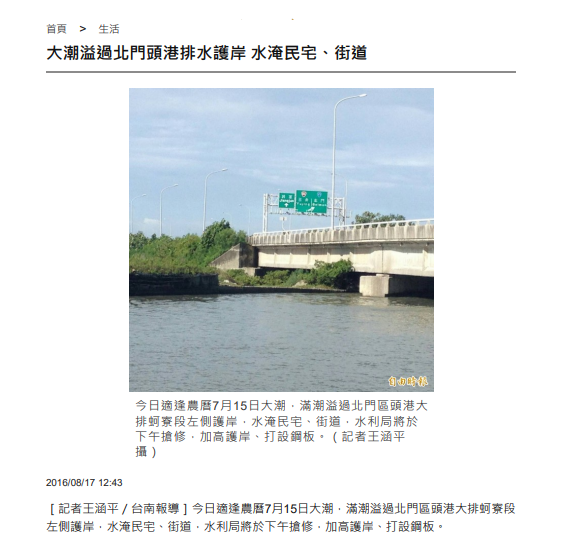 首頁 > 生活
大潮溢過北門頭港排水護岸 水淹民宅、街道
自由時報
今日適逢農曆7月15日大潮，滿潮溢過北門區頭港大
排蚵寮段左側護岸，水淹民宅、街道，水利局將於
下午搶修，加高護岸、打設鋼板。（記者王涵平
攝）
2016/08/17 12:43
［記者王涵平／台南報導］今日適逢農曆7月15日大潮，滿潮溢過北門區頭港大排蚵寮段
左側護岸，水淹民宅、街道，水利局將於下午搶修，加高護岸、打設鋼板。